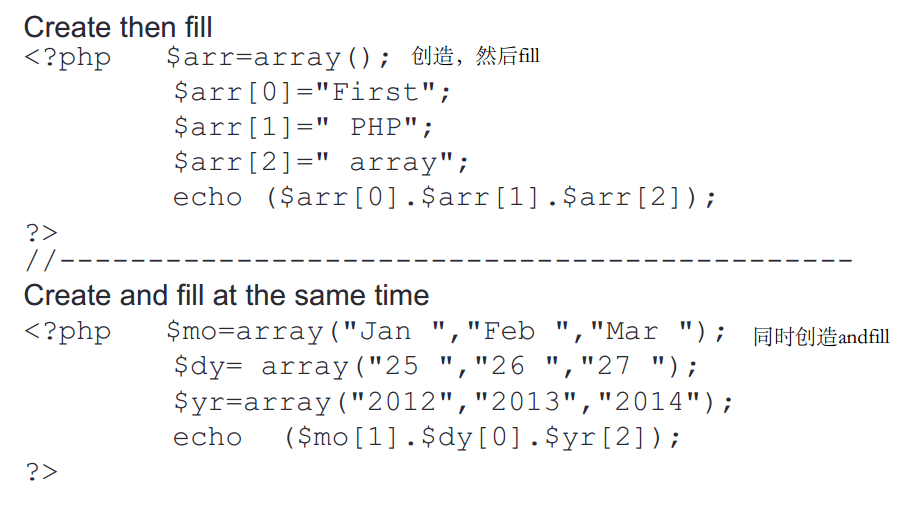 Create then fill
<?php $arr=array(); 创造，然后fill
$arr[0]="First";
$arr[1]=" PHP";
$arr[2]=" array";
echo ($arr[0].$arr[1].$arr[2]);
?>
//---------------------------------------------
Create and fill at the same time
<?php $mo=array("Jan ","Feb ","Mar "); 同时创造andfill
$dy= array("25 ","26 ","27 ");
$yr=array("2012","2013","2014");
echo ($mo[1].$dy[0].$yr[2]);
?>